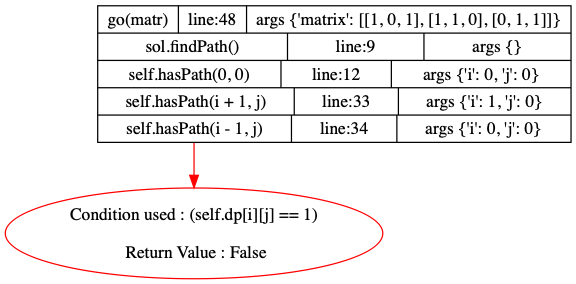 go(matr) line:48 args {'matrix': [[1, 0, 1], [1, 1, 0], [0, 1, 1]]}
sol.findPath() line:9 args {}
self.hasPath(0, 0) line:12 args {'i': 0, 'j': 0}
self.hasPath(i + 1, j) line:33 args {'i': 1, 'j': 0}
self.hasPath(i - 1, j) line:34 args {'i': 0, 'j': 0}
Condition used : (self.dp[i][j] == 1)
Return Value : False